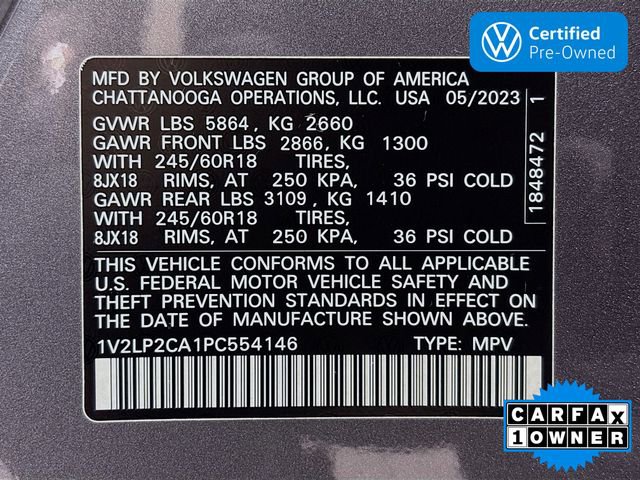 Certified
Pre-Owned
MFD BY VOLKSWAGEN GROUP OF AMERICA
CHATTANOOGA OPERATIONS, LLC. USA 05/2023
GVWR LBS 5864, KG 2660
GAWR FRONT LBS 2866, KG 1300
WITH 245/60R18 TIRES,
8JX18 RIMS, AT 250 KPA, 36 PSI COLD
GAWR REAR LBS 3109, KG 1410
WITH 245/60R18 TIRES,
8JX18 RIMS, AT 250 KPA, 36 PSI COLD
1848472 1
THIS VEHICLE CONFORMS TO ALL APPLICABLE
U.S. FEDERAL MOTOR VEHICLE SAFETY AND
THEFT PREVENTION STANDARDS IN EFFECT ON
THE DATE OF MANUFACTURE SHOWN ABOVE.
1V2LP2CA1PC554146 TYPE: MPV
CARFAX
1 OWNER